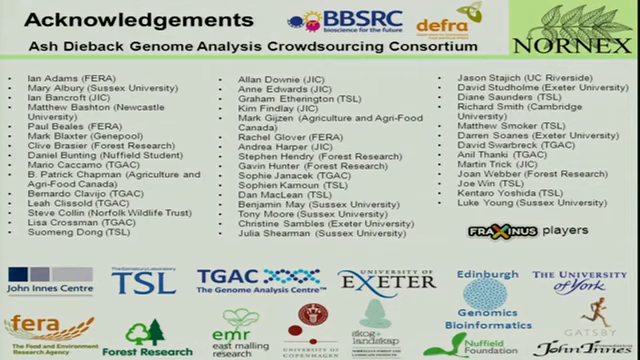 Acknowledgements
BBSRC
bioscience for the future
defra
Ash Dieback Genome Analysis Crowdsourcing Consortium
NORNEX
Ian Adams (FERA)
Mary Albury (Sussex University)
Ian Bancroft (JIC)
Matthew Bashton (Newcastle
University)
Paul Beales (FERA)
Mark Blaxter (Genepool)
Clive Brasier (Forest Research)
Daniel Bunting (Nuffield Student)
Mario Caccamo (TGAC)
B. Patrick Chapman (Agriculture and
Agri-Food Canada)
Bernardo Clavijo (TGAC)
Leah Clissold (TGAC)
Steve Collin (Norfolk Wildlife Trust)
Lisa Crossman (TGAC)
Suomeng Dong (TSL)
Allan Downie (JIC)
Anne Edwards (JIC)
Graham Etherington (TSL)
Kim Findlay (JIC)
Mark Gijzen (Agriculture and Agri-Food
Canada)
Rachel Glover (FERA)
Andrea Harper (JIC)
Stephen Hendry (Forest Research)
Gavin Hunter (Forest Research)
Sophie Janacek (TGAC)
Sophien Kamoun (TSL)
Dan MacLean (TSL)
Benjamin May (Sussex University)
Tony Moore (Sussex University)
Christine Sambles (Exeter University)
Julia Shearman (Sussex University)
Jason Stajich (UC Riverside)
David Studholme (Exeter University)
Diane Saunders (TSL)
Richard Smith (Cambridge
University)
Matthew Smoker (TSL)
Darren Soanes (Exeter University)
David Swarbreck (TGAC)
Anil Thanki (TGAC)
Martin Trick (JIC)
Joan Webber (Forest Research)
Joe Win (TSL)
Kentaro Yoshida (TSL)
Luke Young (Sussex University)
FRAXINUS players
John Innes Centre
The Sainsbury Laboratory
TSL
TGAC
The Genome Analysis Centre
UNIVERSITY OF
EXETER
Edinburgh
Genomics
Bioinformatics
THE UNIVERSITY
of York
fera
The Food and Environment
Research Agency
Forest Research
emr
east malling
research
UNIVERSITY OF
COPENHAGEN
skog+
landskap
Nuffield
Foundation
GATSBY
John Innes